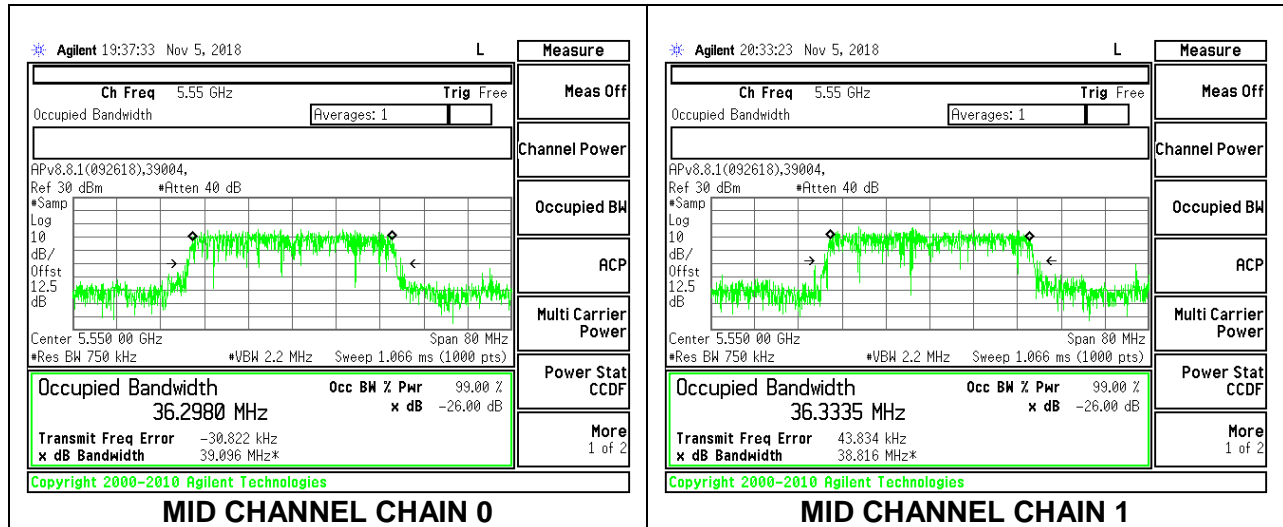 Agilent 19:37:33 Nov 5, 2018 L
Measure
Ch Freq 5.55 GHz Trig Free
Occupied Bandwidth Averages: 1
APv8.8.1(092618),39004,
Ref 30 dBm #Atten 40 dB
#Samp
Log
10
dB/
Offst
12.5
dB
Center 5.550 00 GHz Span 80 MHz
#Res BW 750 kHz #VBW 2.2 MHz Sweep 1.066 ms (1000 pts)
Occupied Bandwidth Occ BW % Pwr 99.00 %
36.2980 MHz x dB -26.00 dB
Transmit Freq Error -30.822 kHz
x dB Bandwidth 39.096 MHz*
Meas Off
Channel Power
Occupied BW
ACP
Multi Carrier
Power
Power Stat
CCDF
More
1 of 2
Copyright 2000-2010 Agilent Technologies
MID CHANNEL CHAIN 0
Agilent 20:33:23 Nov 5, 2018 L
Measure
Ch Freq 5.55 GHz Trig Free
Occupied Bandwidth Averages: 1
APv8.8.1(092618),39004,
Ref 30 dBm #Atten 40 dB
#Samp
Log
10
dB/
Offst
12.5
dB
Center 5.550 00 GHz Span 80 MHz
#Res BW 750 kHz #VBW 2.2 MHz Sweep 1.066 ms (1000 pts)
Occupied Bandwidth Occ BW % Pwr 99.00 %
36.3335 MHz x dB -26.00 dB
Transmit Freq Error 43.834 kHz
x dB Bandwidth 38.816 MHz*
Meas Off
Channel Power
Occupied BW
ACP
Multi Carrier
Power
Power Stat
CCDF
More
1 of 2
Copyright 2000-2010 Agilent Technologies
MID CHANNEL CHAIN 1